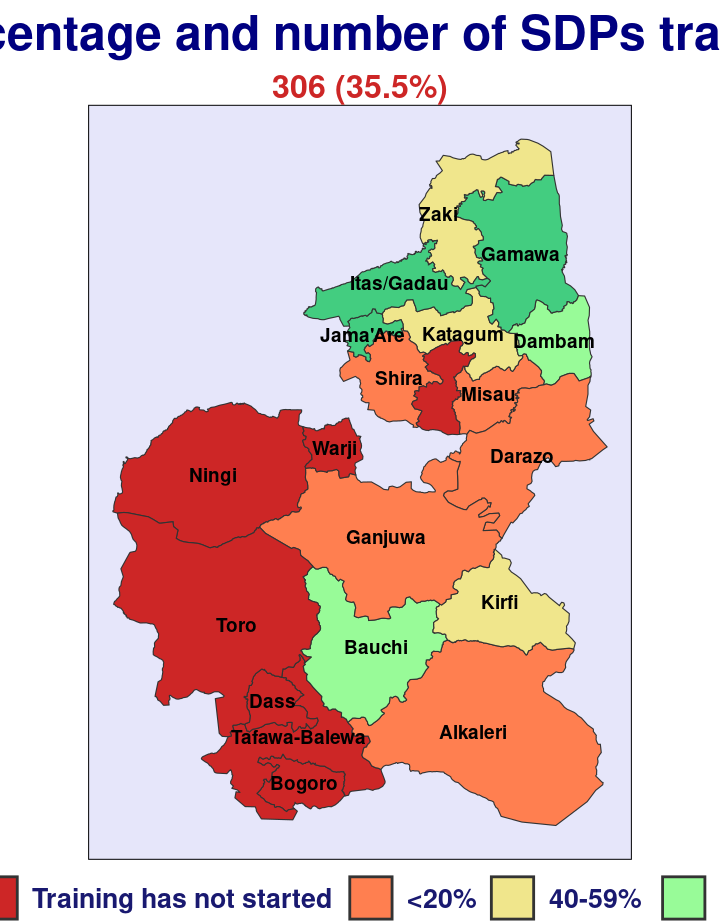 centage and number of SDPs tra
306 (35.5%)
Zaki
Gamawa
Itas/Gadau
Jama'Are
Katagum
Dambam
Shira
Misau
Warji
Darazo
Ningi
Ganjuwa
Kirfi
Toro
Bauchi
Dass
Alkaleri
Tafawa-Balewa
Bogoro
Training has not started <20% 40-59%